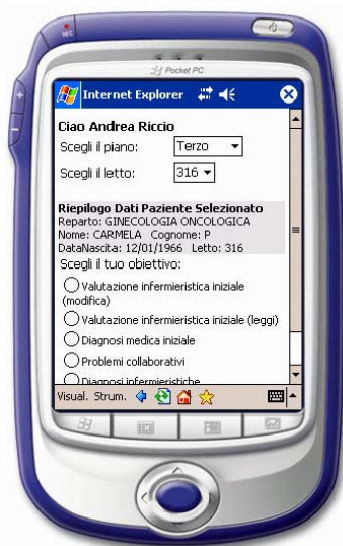 REC
Pocket PC
Internet Explorer
Ciao Andrea Riccio
Scegli il piano: Terzo
Scegli il letto: 316
Riepilogo Dati Paziente Selezionato
Reparto: GINECOLOGIA ONCOLOGICA
Nome: CARMELA Cognome: P
DataNascita: 12/01/1966 Letto: 316
Scegli il tuo obiettivo:
Valutazione infermieristica iniziale
(modifica)
Valutazione infermieristica iniziale (leggi)
Diagnosi medica iniziale
Problemi collaborativi
Diagnosi infermieristiche
Visual. Strum.